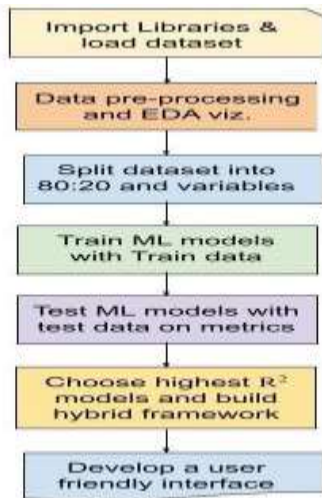 Import Libraries &
load dataset
Data pre-processing
and EDA viz.
Split dataset into
80:20 and variables
Train ML models
with Train data
Test ML models with
test data on metrics
Choose highest R²
models and build
hybrid framework
Develop a user
friendly interface